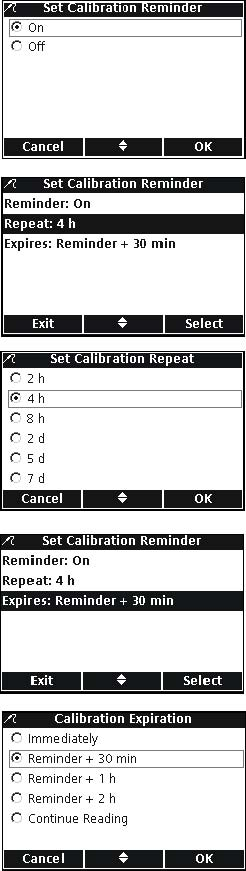 Set Calibration Reminder
On
Off
Cancel OK
Set Calibration Reminder
Reminder: On
Repeat: 4 h
Expires: Reminder + 30 min
Exit Select
Set Calibration Repeat
2 h
4 h
8 h
2 d
5 d
7 d
Cancel OK
Set Calibration Reminder
Reminder: On
Repeat: 4 h
Expires: Reminder + 30 min
Exit Select
Calibration Expiration
Immediately
Reminder + 30 min
Reminder + 1 h
Reminder + 2 h
Continue Reading
Cancel OK